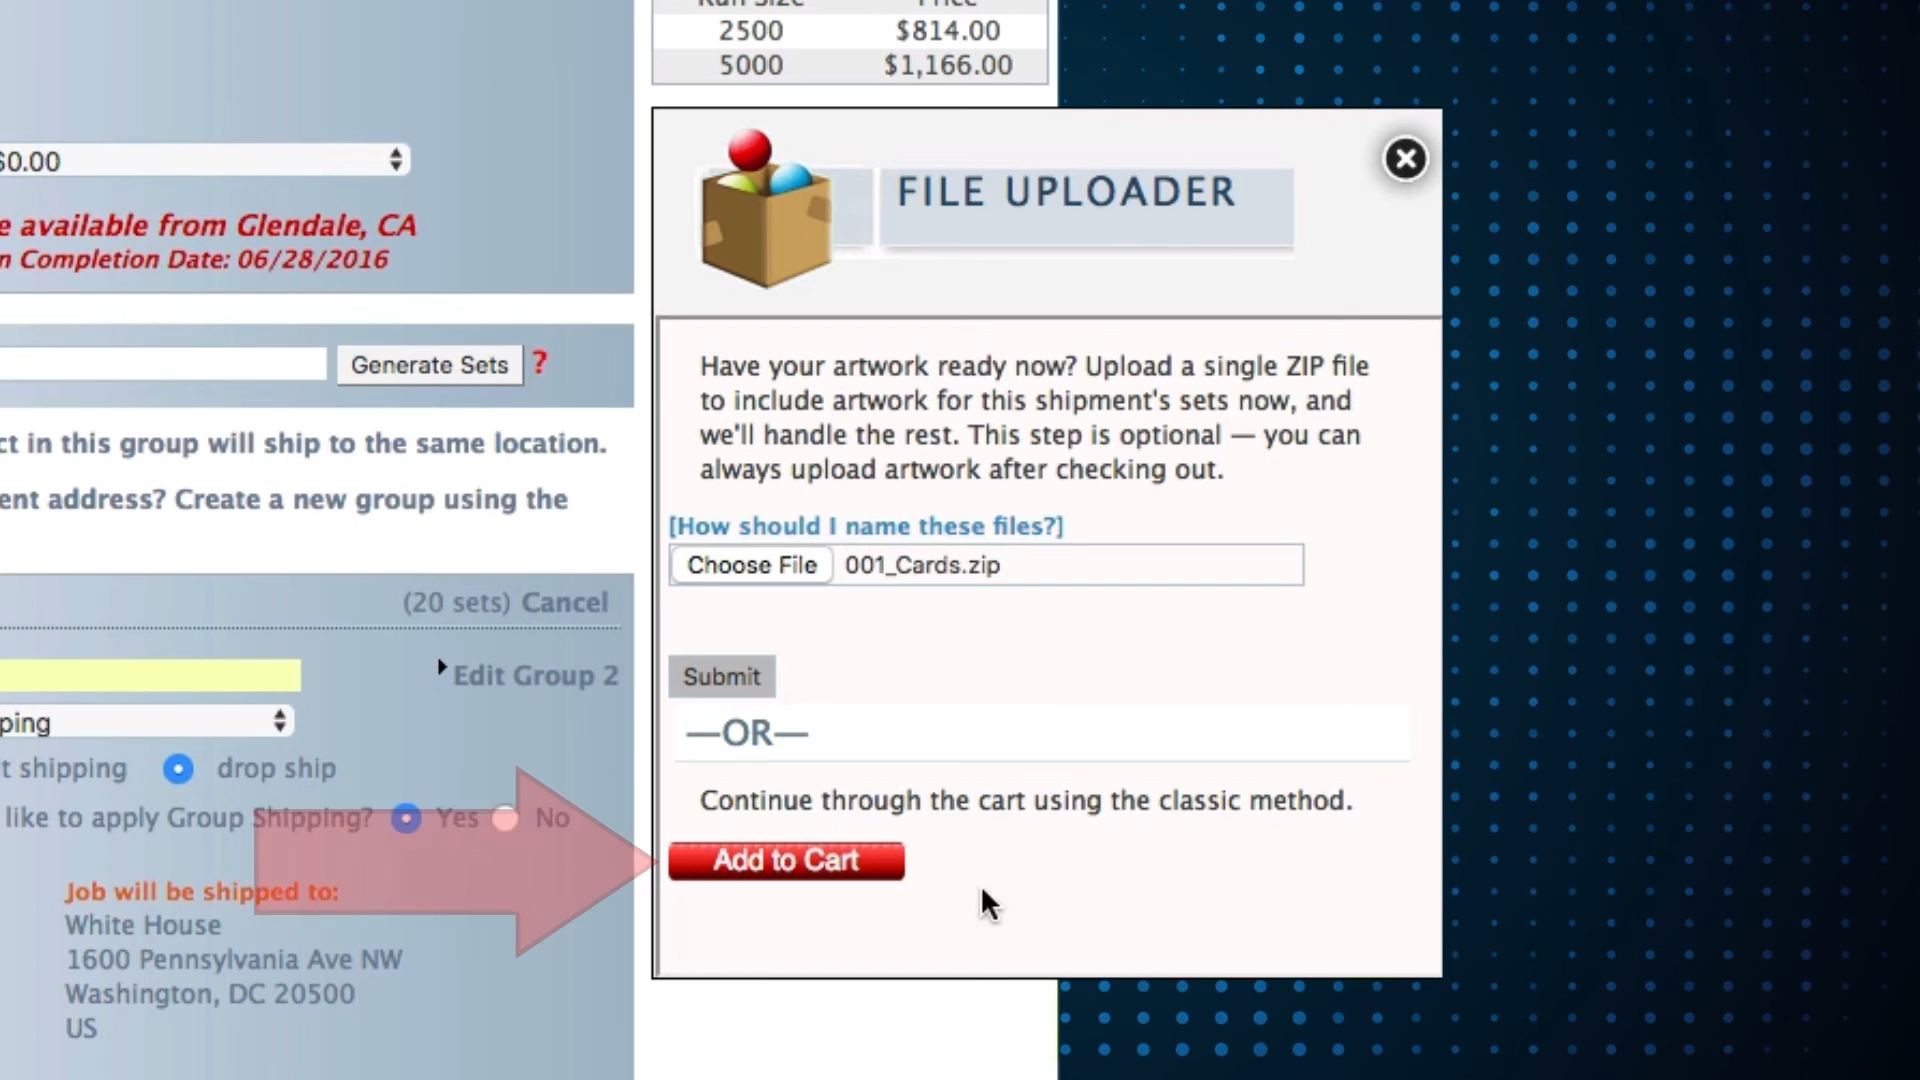 Run Size Price
2500 $814.00
5000 $1,166.00
$0.00
e available from Glendale, CA
n Completion Date: 06/28/2016
Generate Sets ?
ct in this group will ship to the same location.
ent address? Create a new group using the
(20 sets) Cancel
Edit Group 2
ping
t shipping drop ship
like to apply Group Shipping? Yes No
Job will be shipped to:
White House
1600 Pennsylvania Ave NW
Washington, DC 20500
US
FILE UPLOADER
Have your artwork ready now? Upload a single ZIP file
to include artwork for this shipment's sets now, and
we'll handle the rest. This step is optional — you can
always upload artwork after checking out.
[How should I name these files?]
Choose File 001_Cards.zip
Submit
—OR—
Continue through the cart using the classic method.
Add to Cart